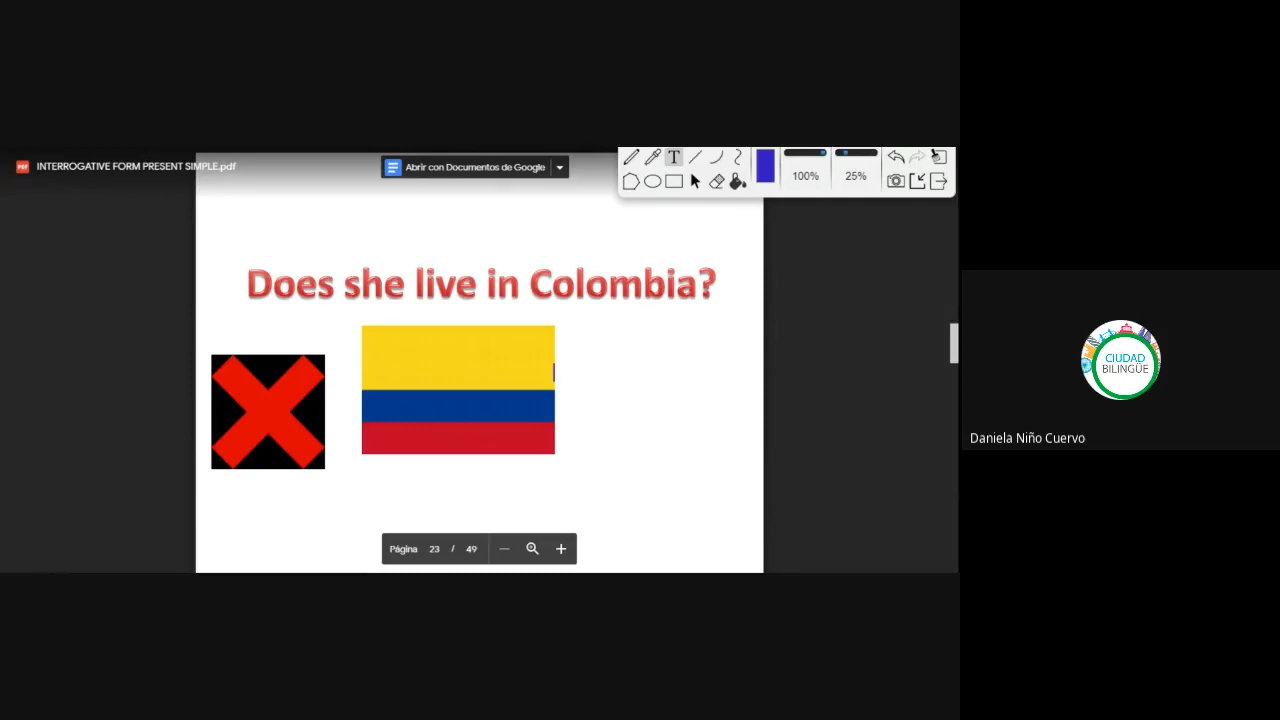 INTERROGATIVE FORM PRESENT SIMPLE.pdf
Abrir con Documentos de Google
T
100%
25%
Does she live in Colombia?
CIUDAD
BILINGÜE
Daniela Niño Cuervo
Página 23 / 49